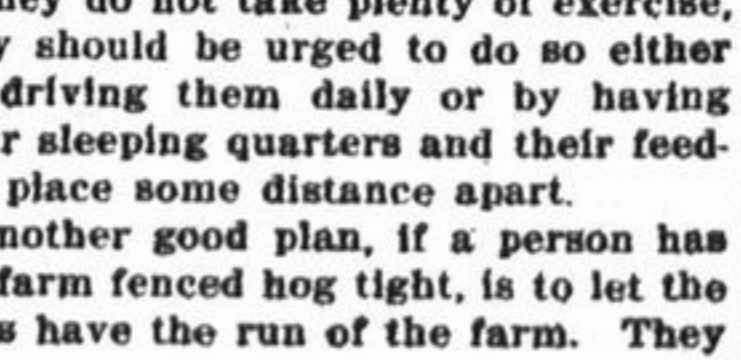 do not take plenty of exercise,
should be urged to do so either
driving them daily or by having
sleeping quarters and their feed-
place some distance apart.
good plan, if a person has
farm fenced hog tight, is to let the
have the run of the farm. They